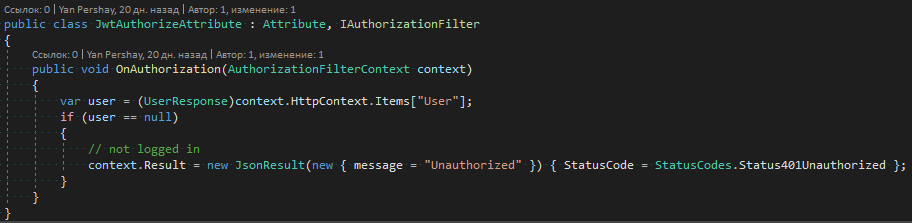 Ссылок: 0 | Yan Pershay, 20 дн. назад | Автор: 1, изменение: 1
public class JwtAuthorizeAttribute : Attribute, IAuthorizationFilter
{
Ссылок: 0 | Yan Pershay, 20 дн. назад | Автор: 1, изменение: 1
public void OnAuthorization(AuthorizationFilterContext context)
{
var user = (UserResponse)context.HttpContext.Items["User"];
if (user == null)
{
// not logged in
context.Result = new JsonResult(new { message = "Unauthorized" }) { StatusCode = StatusCodes.Status401Unauthorized };
}
}
}